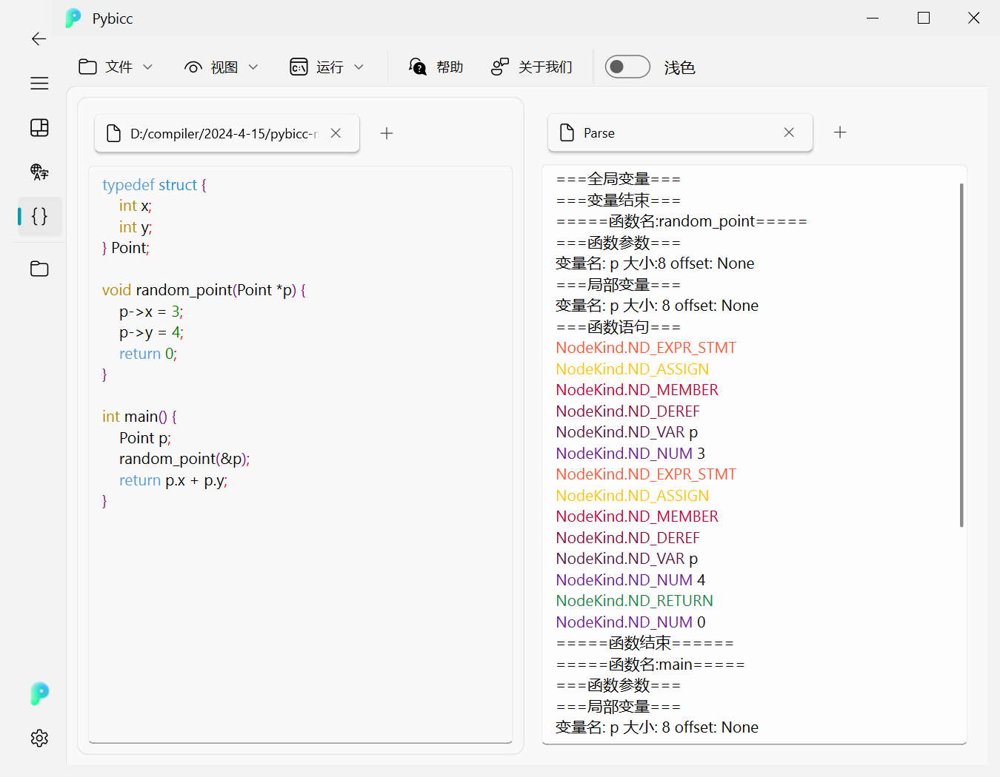 Pybicc
文件 视图 运行 帮助 关于我们 浅色
D:/compiler/2024-4-15/pybicc-
typedef struct {
    int x;
    int y;
} Point;

void random_point(Point *p) {
    p->x = 3;
    p->y = 4;
    return 0;
}

int main() {
    Point p;
    random_point(&p);
    return p.x + p.y;
}
Parse
===全局变量===
===变量结束===
=====函数名:random_point=====
===函数参数===
变量名: p 大小:8 offset: None
===局部变量===
变量名: p 大小: 8 offset: None
===函数语句===
NodeKind.ND_EXPR_STMT
NodeKind.ND_ASSIGN
NodeKind.ND_MEMBER
NodeKind.ND_DEREF
NodeKind.ND_VAR p
NodeKind.ND_NUM 3
NodeKind.ND_EXPR_STMT
NodeKind.ND_ASSIGN
NodeKind.ND_MEMBER
NodeKind.ND_DEREF
NodeKind.ND_VAR p
NodeKind.ND_NUM 4
NodeKind.ND_RETURN
NodeKind.ND_NUM 0
=====函数结束======
=====函数名:main=====
===函数参数===
===局部变量===
变量名: p 大小: 8 offset: None